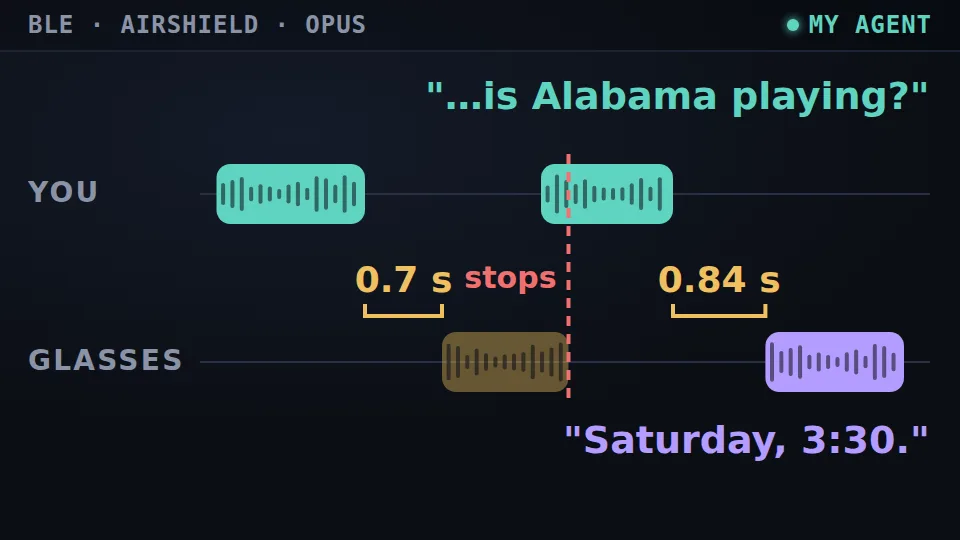 BLE · AIRSHIELD · OPUS
MY AGENT
"…is Alabama playing?"
YOU
0.7 s
stops
0.84 s
GLASSES
"Saturday, 3:30."